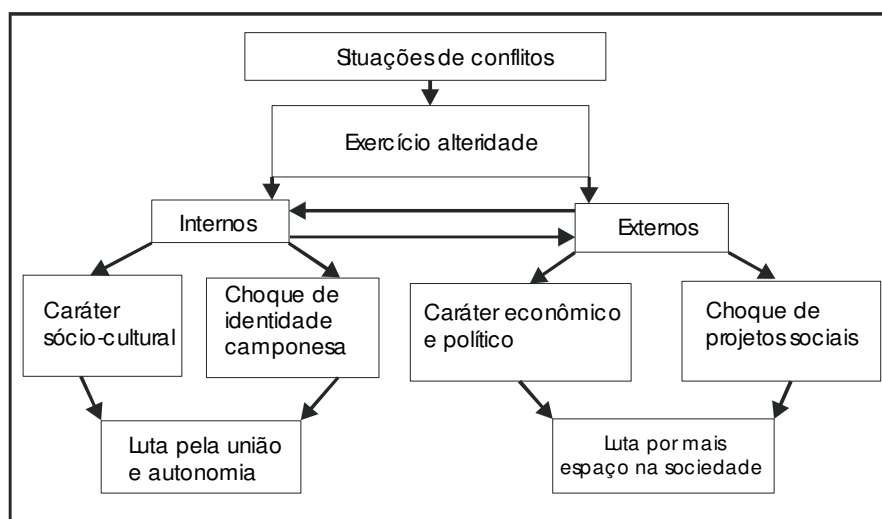 Situações de conflitos
Exercício alteridade
Internos
Externos
Caráter
sócio-cultural
Choque de
identidade
camponesa
Caráter econômico
e político
Choque de
projetos sociais
Luta pela união
e autonomia
Luta por mais
espaço na sociedade